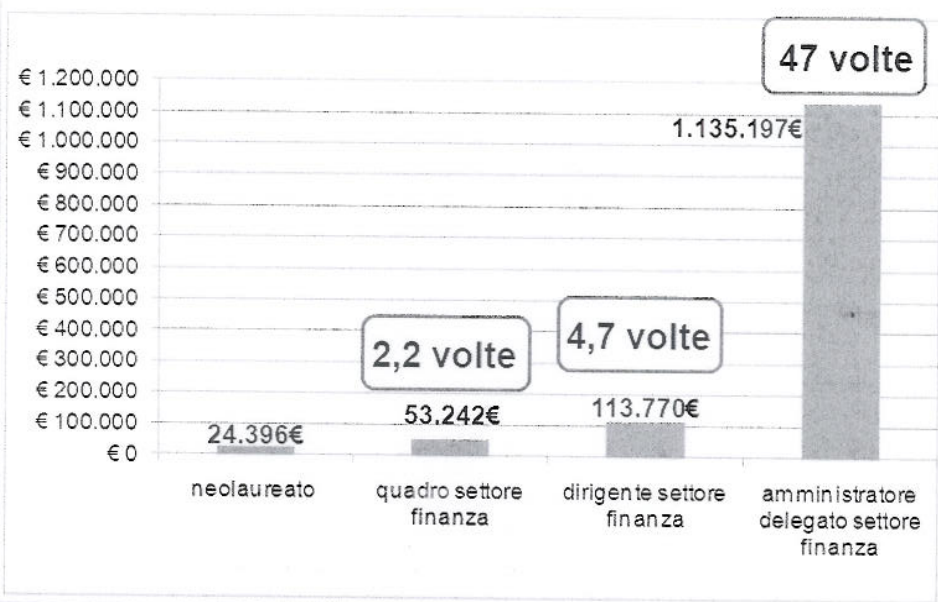 47 volte
€ 1.200.000
€ 1.100.000
€ 1.000.000
€ 900.000
€ 800.000
€ 700.000
€ 600.000
€ 500.000
€ 400.000
€ 300.000
€ 200.000
€ 100.000
€ 0
1.135.197€
2,2 volte
4,7 volte
24.396€
53.242€
113.770€
neolaureato
quadro settore
finanza
dirigente settore
finanza
amministratore
delegato settore
finanza